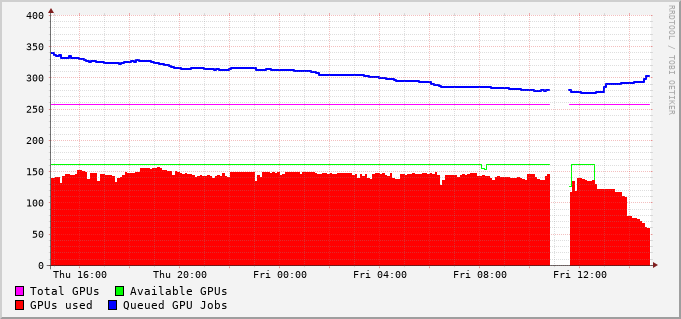 400
350
300
250
200
150
100
50
0
Thu 16:00 Thu 20:00 Fri 00:00 Fri 04:00 Fri 08:00 Fri 12:00
Total GPUs Available GPUs
GPUs used Queued GPU Jobs
RRDTOOL / TOBI OETIKER